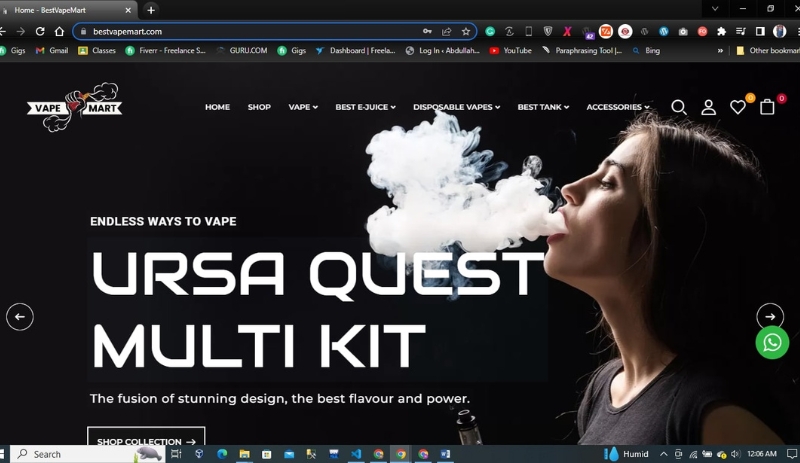 Home - BestVapeMart
bestvapemart.com
Gigs
Gmail
Classes
Fiverr - Freelance S...
GURU.COM
Gigs
Dashboard | Freela...
Log In ‹ Abdullah...
YouTube
Paraphrasing Tool |...
Bing
»
Other bookmar
VAPE MART
HOME
SHOP
VAPE
BEST E-JUICE
DISPOSABLE VAPES
BEST TANK
ACCESSORIES
0
0
ENDLESS WAYS TO VAPE
URSA QUEST
MULTI KIT
The fusion of stunning design, the best flavour and power.
SHOP COLLECTION
Search
Humid
12:06 AM